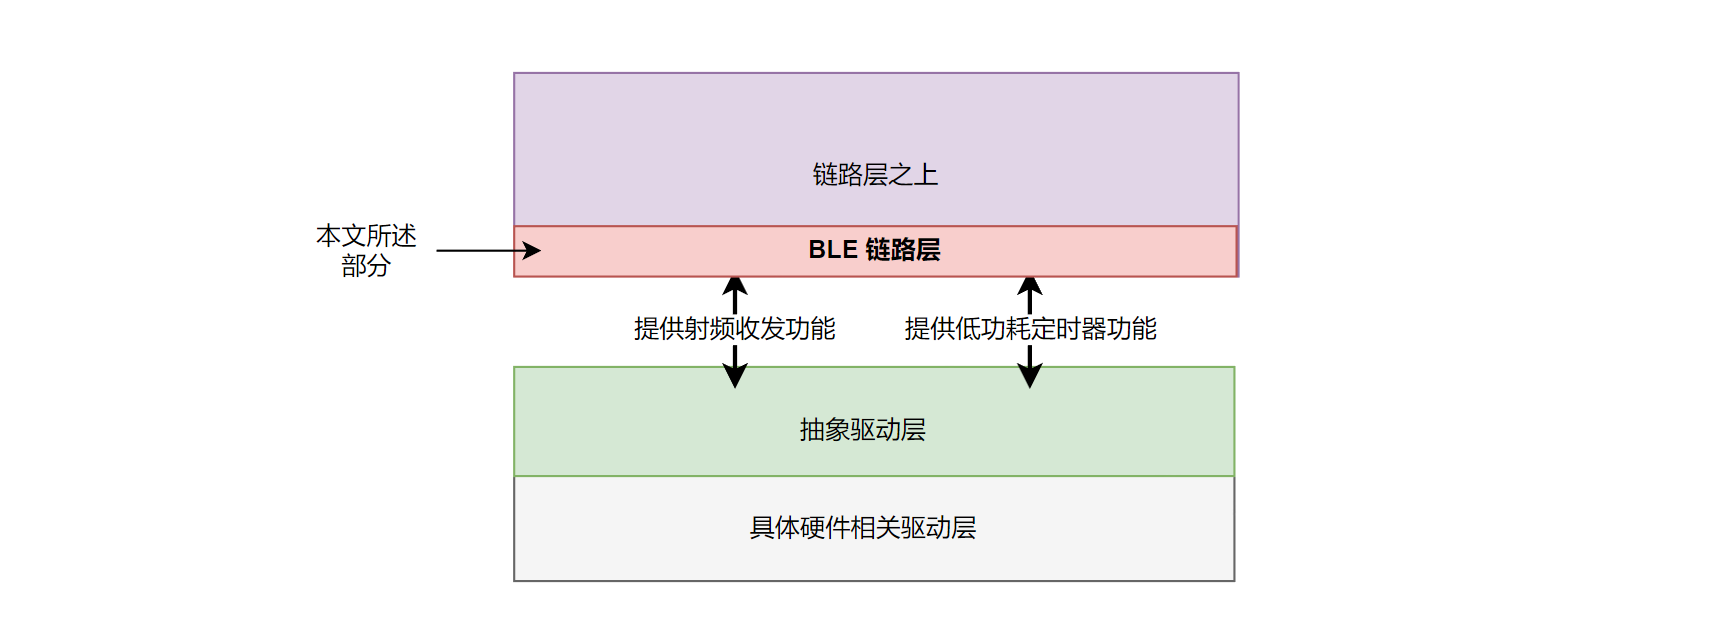 链路层之上
本文所述
部分
BLE 链路层
提供射频收发功能
提供低功耗定时器功能
抽象驱动层
具体硬件相关驱动层